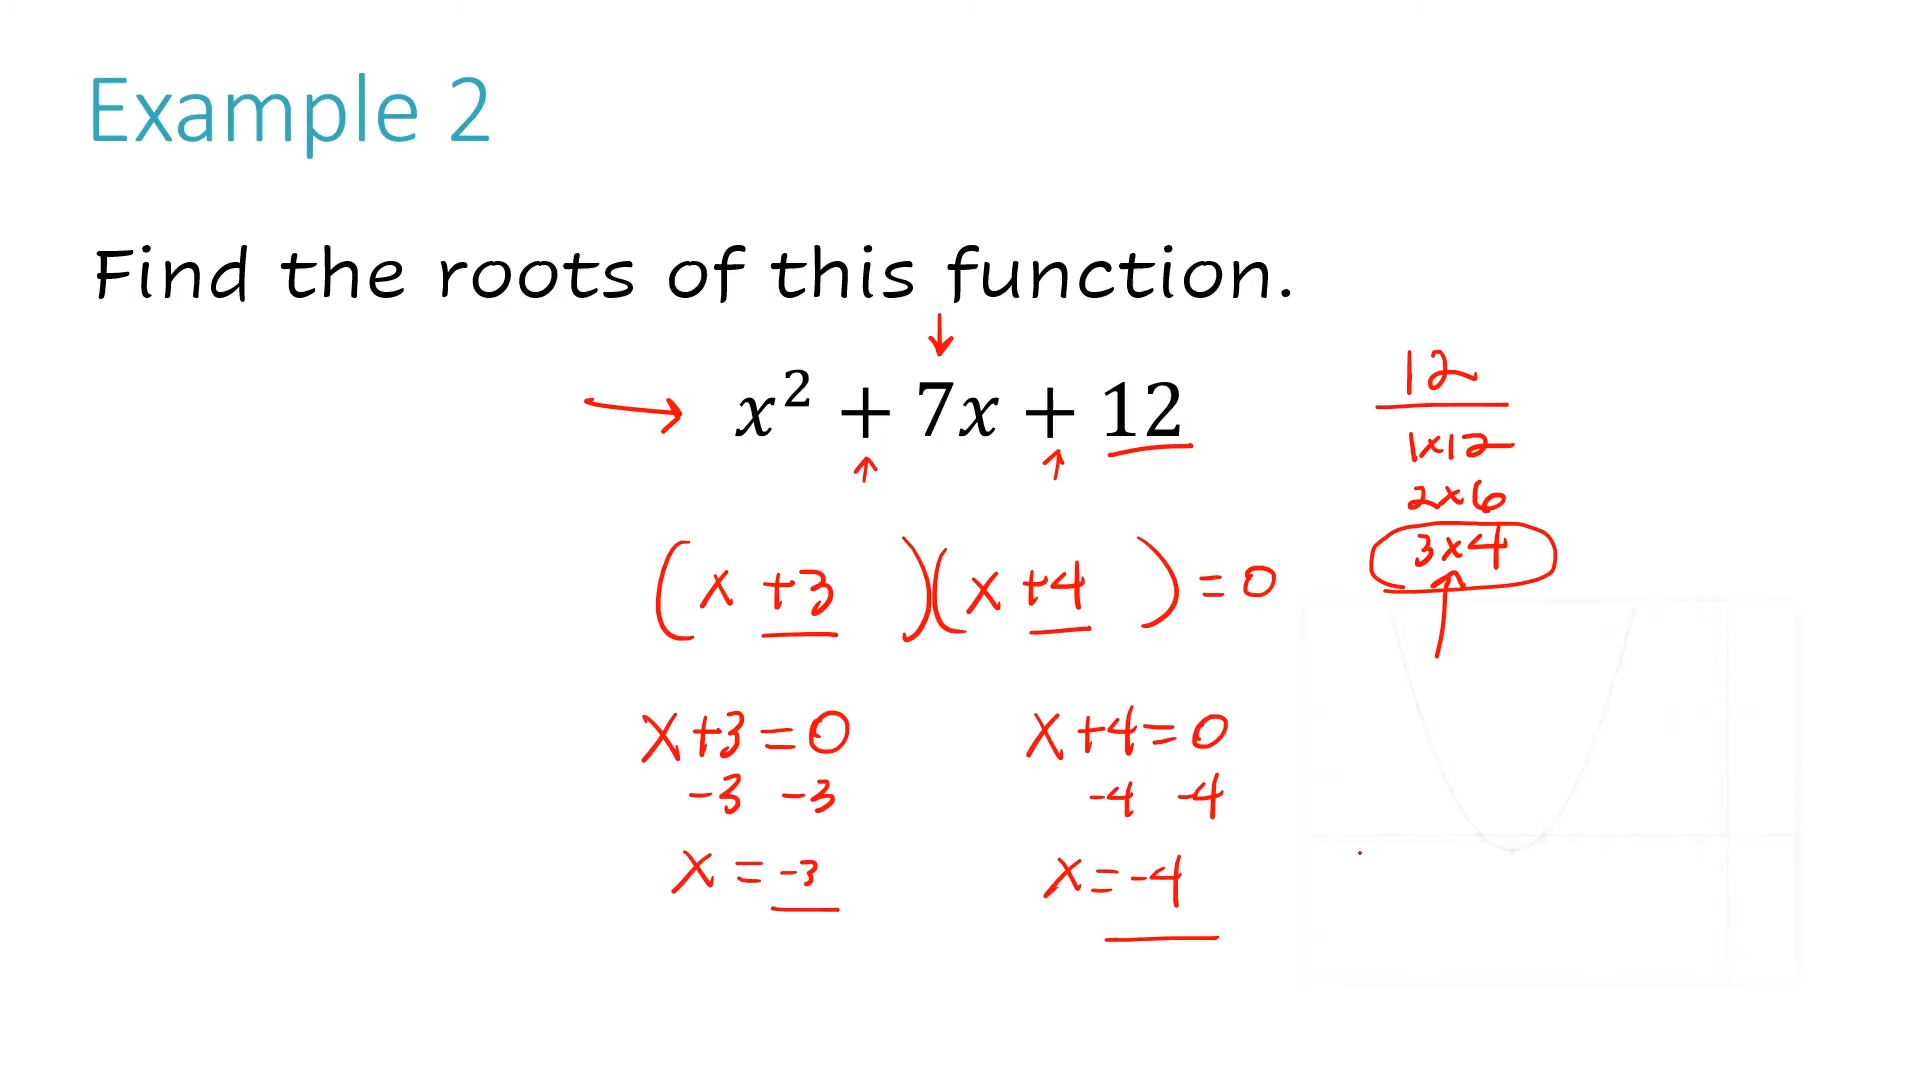 Example 2
Find the roots of this function.
x² + 7x + 12
12
1x12
2x6
3x4
(x +3 )(x +4 ) = 0
x+3=0
-3 -3
x = -3
x+4=0
-4 -4
x=-4